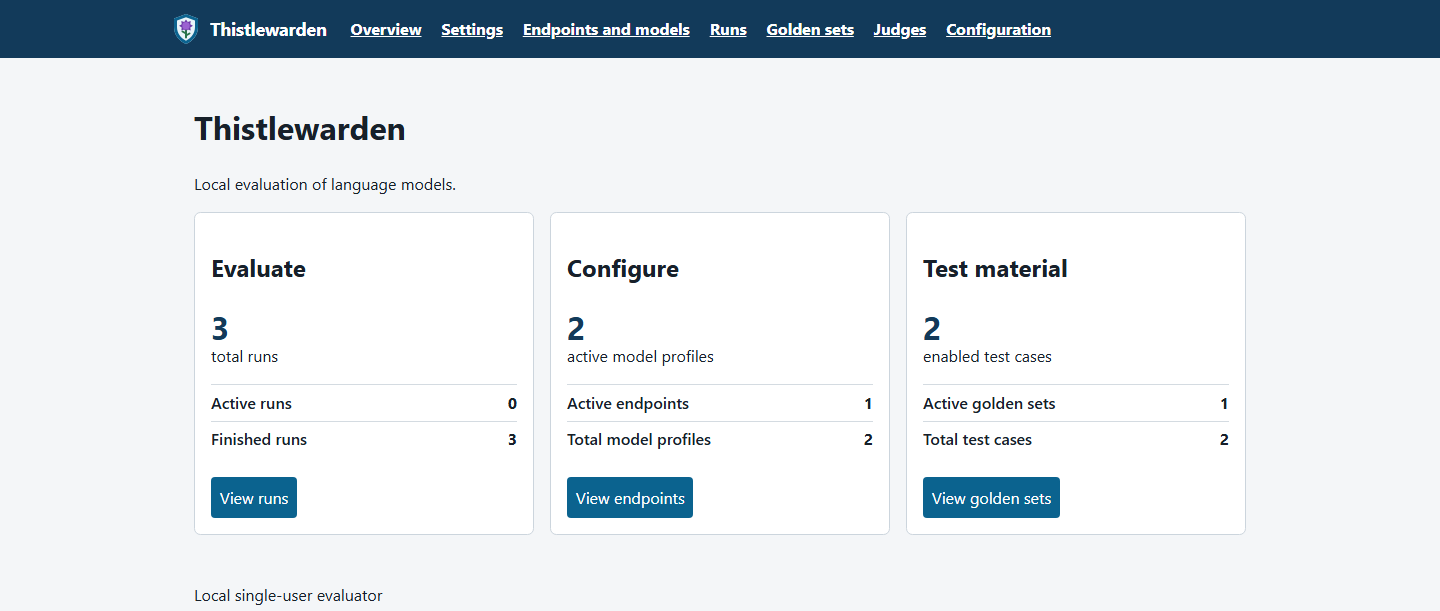 Thistlewarden Overview Settings Endpoints and models Runs Golden sets Judges Configuration
Thistlewarden
Local evaluation of language models.
Evaluate
3
total runs
Active runs 0
Finished runs 3
View runs
Configure
2
active model profiles
Active endpoints 1
Total model profiles 2
View endpoints
Test material
2
enabled test cases
Active golden sets 1
Total test cases 2
View golden sets
Local single-user evaluator